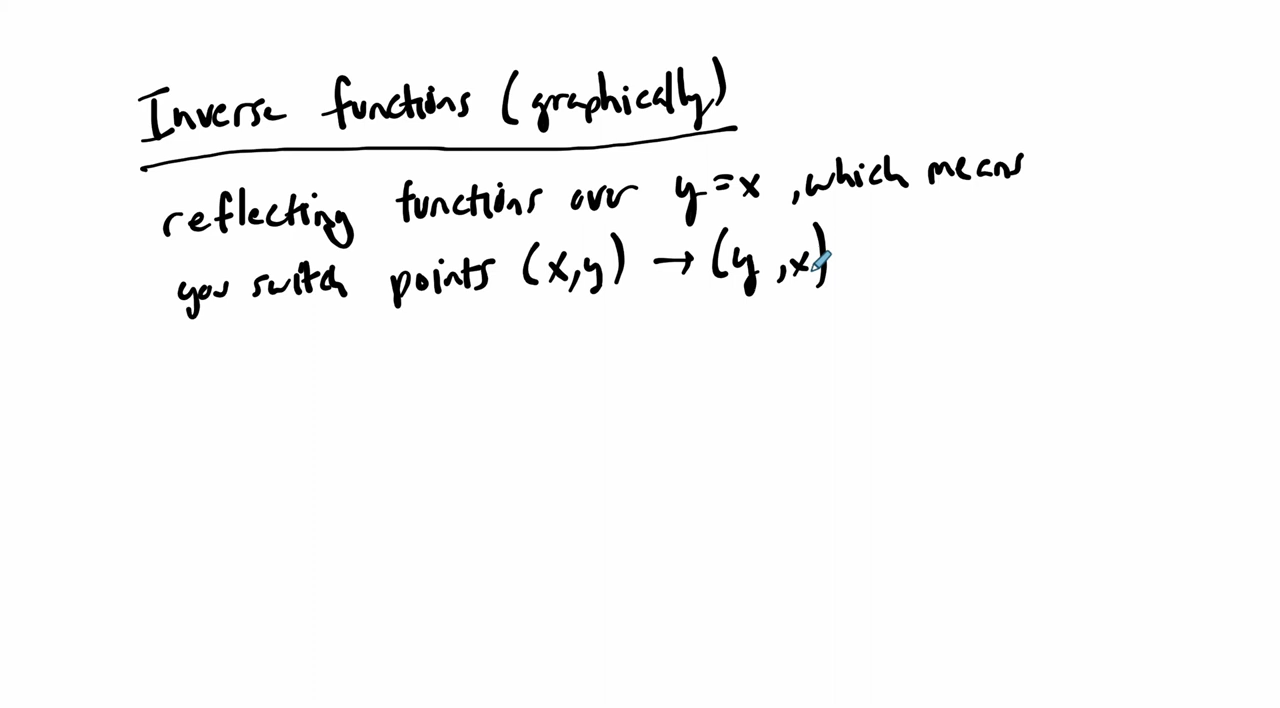 Inverse functions (graphically)
reflecting functions over y=x, which means
you switch points (x,y) → (y,x)